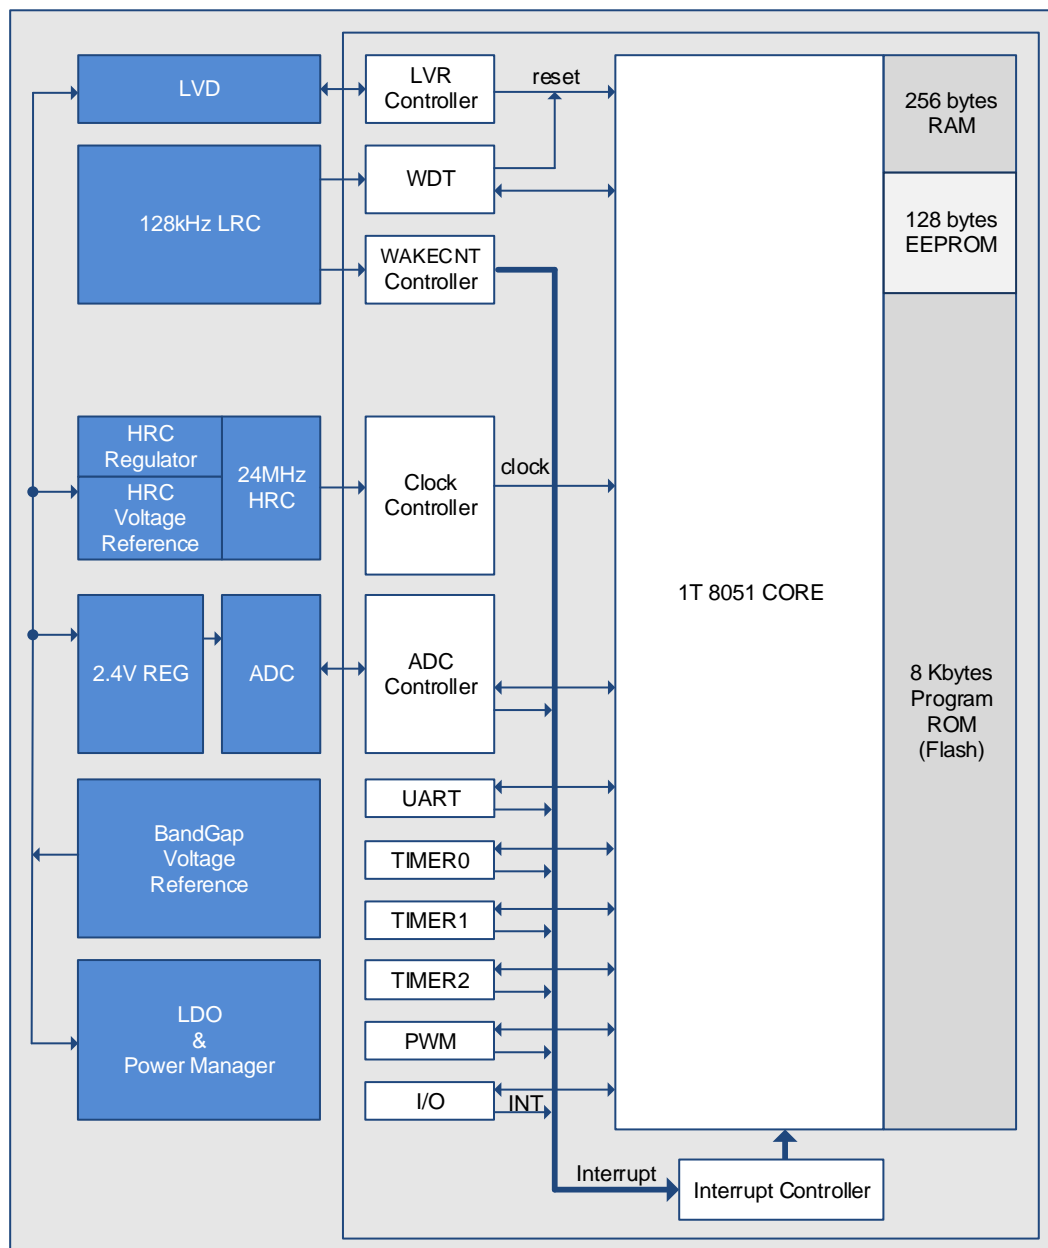 LVD
LVR
Controller
reset
256 bytes
RAM
128kHz LRC
WDT
128 bytes
EEPROM
WAKECNT
Controller
HRC
Regulator
HRC
Voltage
Reference
24MHz
HRC
Clock
Controller
clock
1T 8051 CORE
2.4V REG
ADC
ADC
Controller
8 Kbytes
Program
ROM
(Flash)
UART
BandGap
Voltage
Reference
TIMER0
TIMER1
TIMER2
LDO
&
Power Manager
PWM
I/O
INT
Interrupt
Interrupt Controller